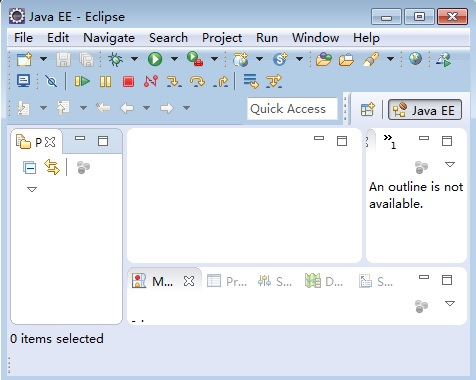 Java EE - Eclipse
File Edit Navigate Search Project Run Window Help
Quick Access
Java EE
P
»1
An outline is not
available.
M...
Pr...
S...
D...
S...
0 items selected